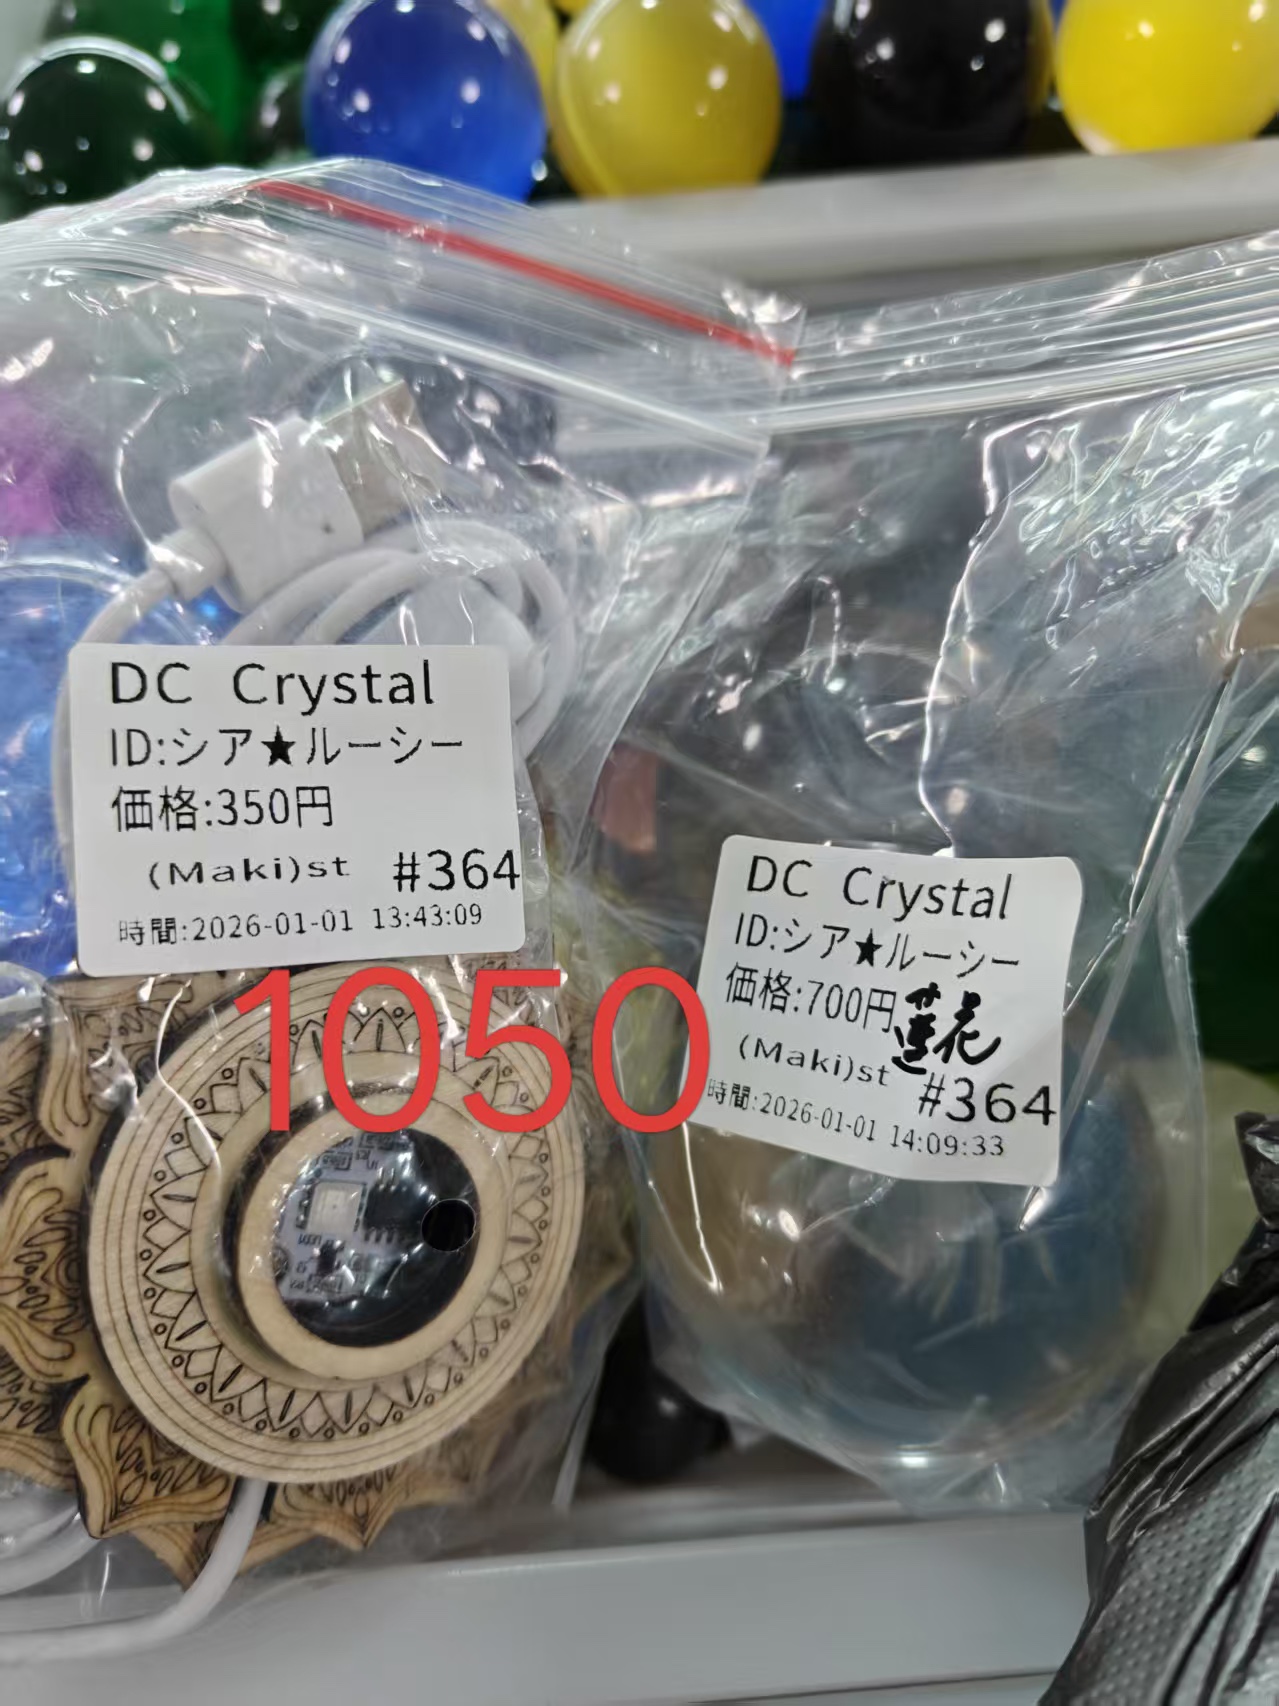 DC Crystal
ID:シア★ルーシー
価格:350円
(Maki)st #364
時間:2026-01-01 13:43:09
1050
DC Crystal
ID:シア★ルーシー
価格:700円 蓮花
(Maki)st #364
時間:2026-01-01 14:09:33